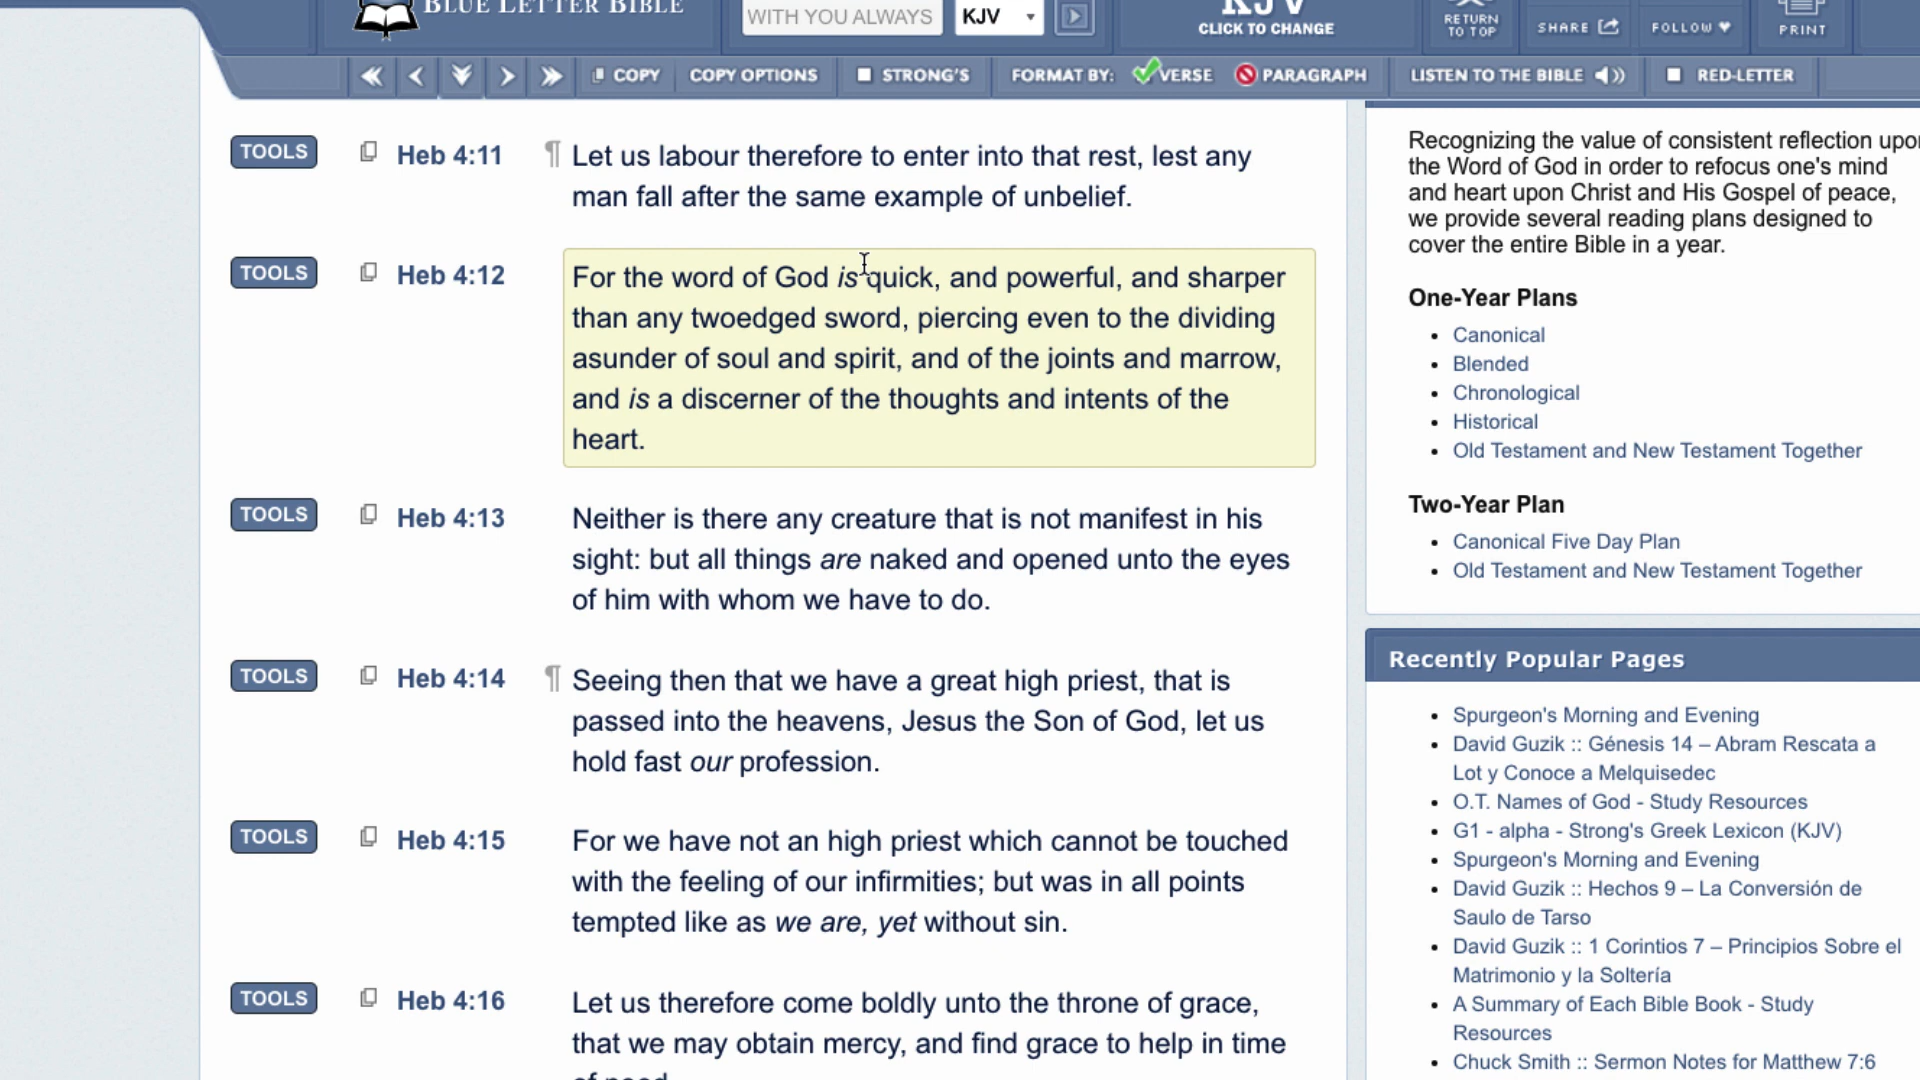 BLUE LETTER BIBLE
WITH YOU ALWAYS
KJV
KJV
CLICK TO CHANGE
RETURN
TO TOP
SHARE
FOLLOW
PRINT
COPY
COPY OPTIONS
STRONG'S
FORMAT BY:
VERSE
PARAGRAPH
LISTEN TO THE BIBLE
RED-LETTER
TOOLS
Heb 4:11
¶ Let us labour therefore to enter into that rest, lest any
man fall after the same example of unbelief.
TOOLS
Heb 4:12
For the word of God is quick, and powerful, and sharper
than any twoedged sword, piercing even to the dividing
asunder of soul and spirit, and of the joints and marrow,
and is a discerner of the thoughts and intents of the
heart.
TOOLS
Heb 4:13
Neither is there any creature that is not manifest in his
sight: but all things are naked and opened unto the eyes
of him with whom we have to do.
TOOLS
Heb 4:14
¶ Seeing then that we have a great high priest, that is
passed into the heavens, Jesus the Son of God, let us
hold fast our profession.
TOOLS
Heb 4:15
For we have not an high priest which cannot be touched
with the feeling of our infirmities; but was in all points
tempted like as we are, yet without sin.
TOOLS
Heb 4:16
Let us therefore come boldly unto the throne of grace,
that we may obtain mercy, and find grace to help in time
of need.
Recognizing the value of consistent reflection upon
the Word of God in order to refocus one's mind
and heart upon Christ and His Gospel of peace,
we provide several reading plans designed to
cover the entire Bible in a year.
One-Year Plans
• Canonical
• Blended
• Chronological
• Historical
• Old Testament and New Testament Together
Two-Year Plan
• Canonical Five Day Plan
• Old Testament and New Testament Together
Recently Popular Pages
• Spurgeon's Morning and Evening
• David Guzik :: Génesis 14 – Abram Rescata a
Lot y Conoce a Melquisedec
• O.T. Names of God - Study Resources
• G1 - alpha - Strong's Greek Lexicon (KJV)
• Spurgeon's Morning and Evening
• David Guzik :: Hechos 9 – La Conversión de
Saulo de Tarso
• David Guzik :: 1 Corintios 7 – Principios Sobre el
Matrimonio y la Soltería
• A Summary of Each Bible Book - Study
Resources
• Chuck Smith :: Sermon Notes for Matthew 7:6